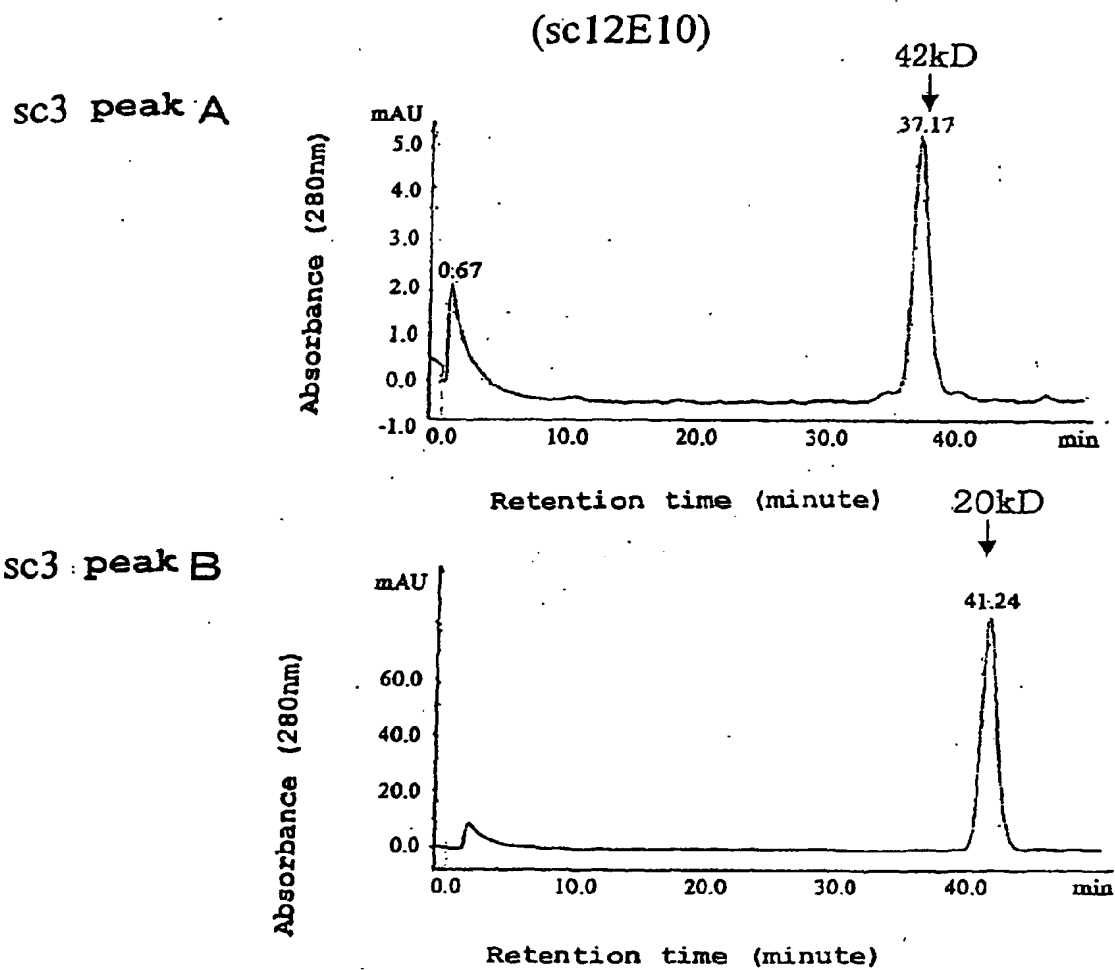 (sc12E10)
42kD
sc3 peak A
mAU
37.17
5.0
4.0
3.0
0.67
2.0
1.0
0.0
-1.0
Absorbance (280nm)
0.0 10.0 20.0 30.0 40.0 min
Retention time (minute)
20kD
sc3 peak B
mAU
41.24
60.0
40.0
20.0
0.0
Absorbance (280nm)
0.0 10.0 20.0 30.0 40.0 min
Retention time (minute)